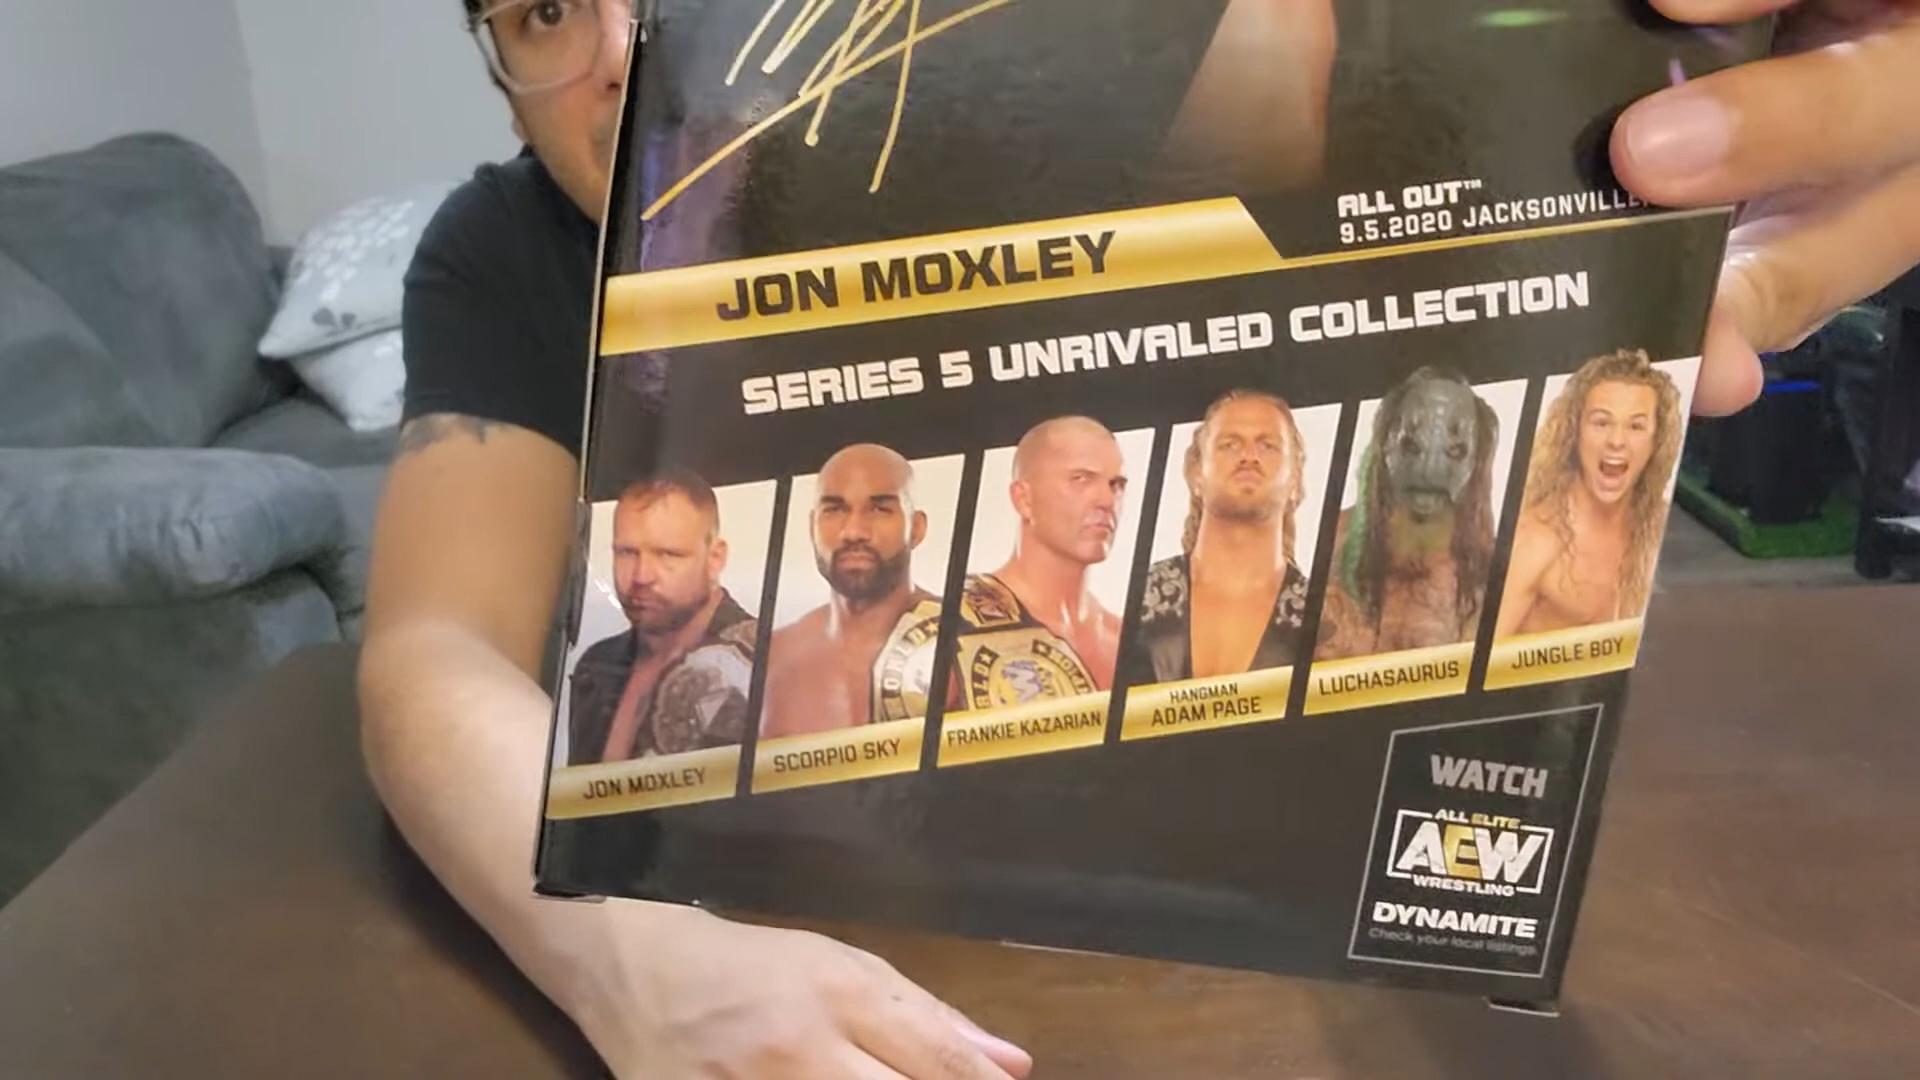 ALL OUT™
9.5.2020 JACKSONVILLE
JON MOXLEY
SERIES 5 UNRIVALED COLLECTION
JON MOXLEY
SCORPIO SKY
FRANKIE KAZARIAN
HANGMAN
ADAM PAGE
LUCHASAURUS
JUNGLE BOY
WATCH
ALL ELITE
AEW
WRESTLING
DYNAMITE
Check your local listings.